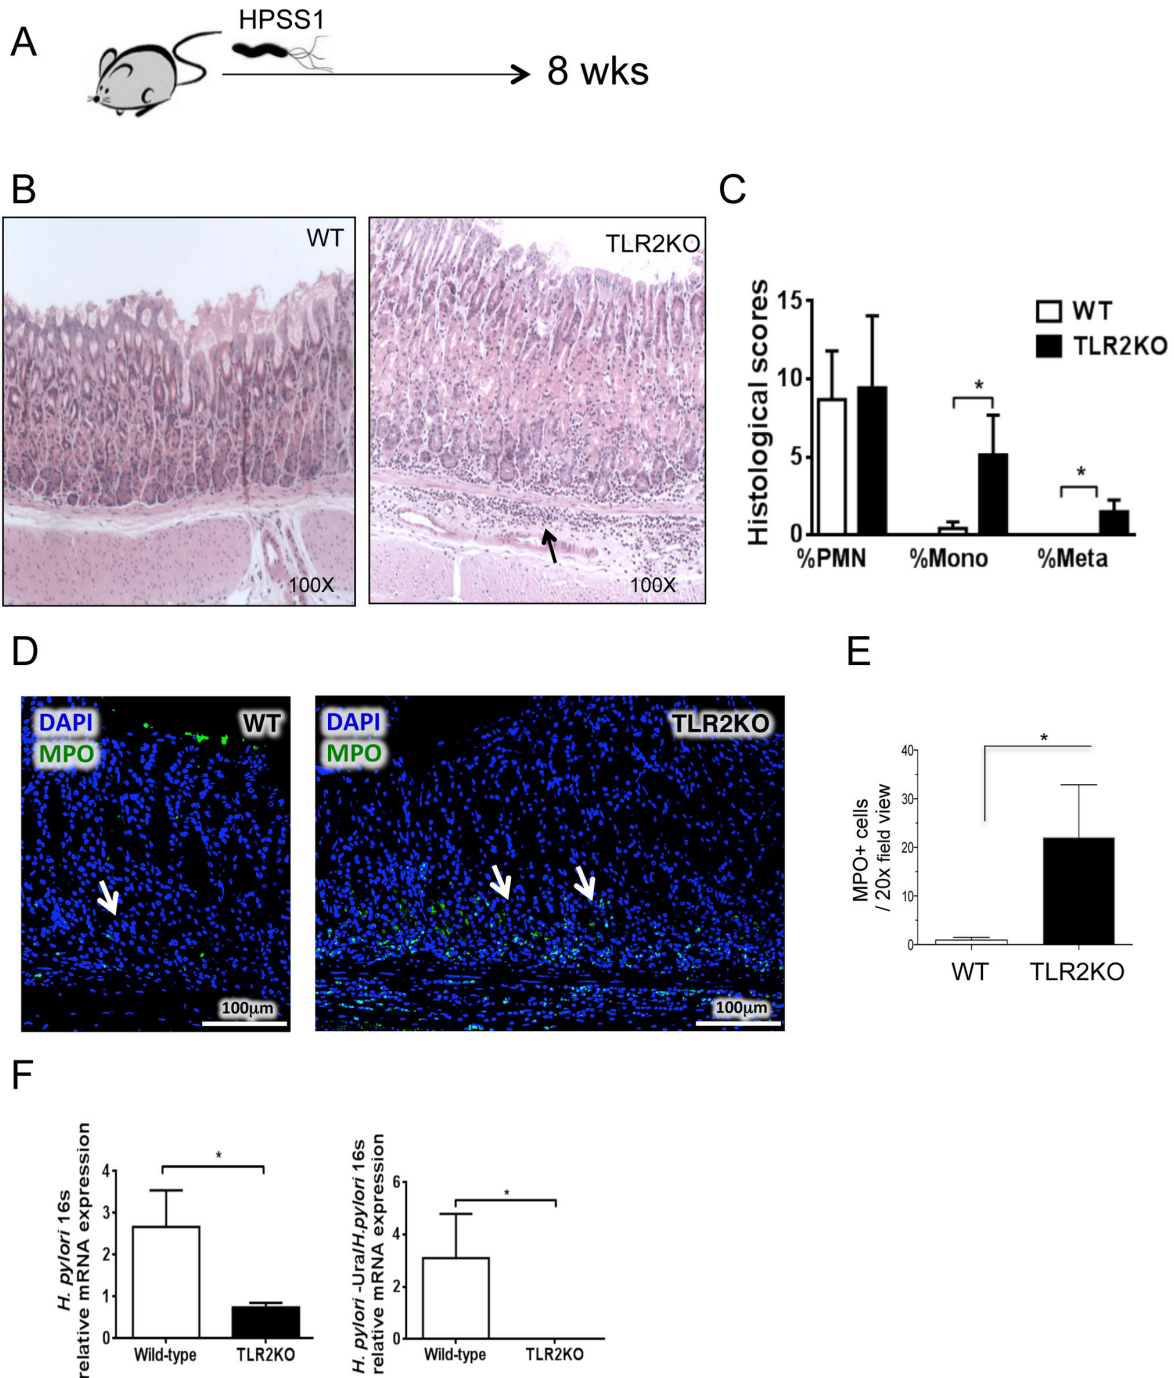 A
HPSS1
8 wks
B
WT
100X
TLR2KO
100X
C
Histological scores
15
10
5
0
WT
TLR2KO
*
*
%PMN
%Mono
%Meta
D
DAPI
MPO
WT
100µm
DAPI
MPO
TLR2KO
100µm
E
MPO+ cells
/ 20x field view
40
30
20
10
0
*
WT
TLR2KO
F
H. pylori 16s
relative mRNA expression
4
3
2
1
0
*
Wild-type
TLR2KO
H. pylori -Ural/H.pylori 16s
relative mRNA expression
6
4
2
0
*
Wild-type
TLR2KO